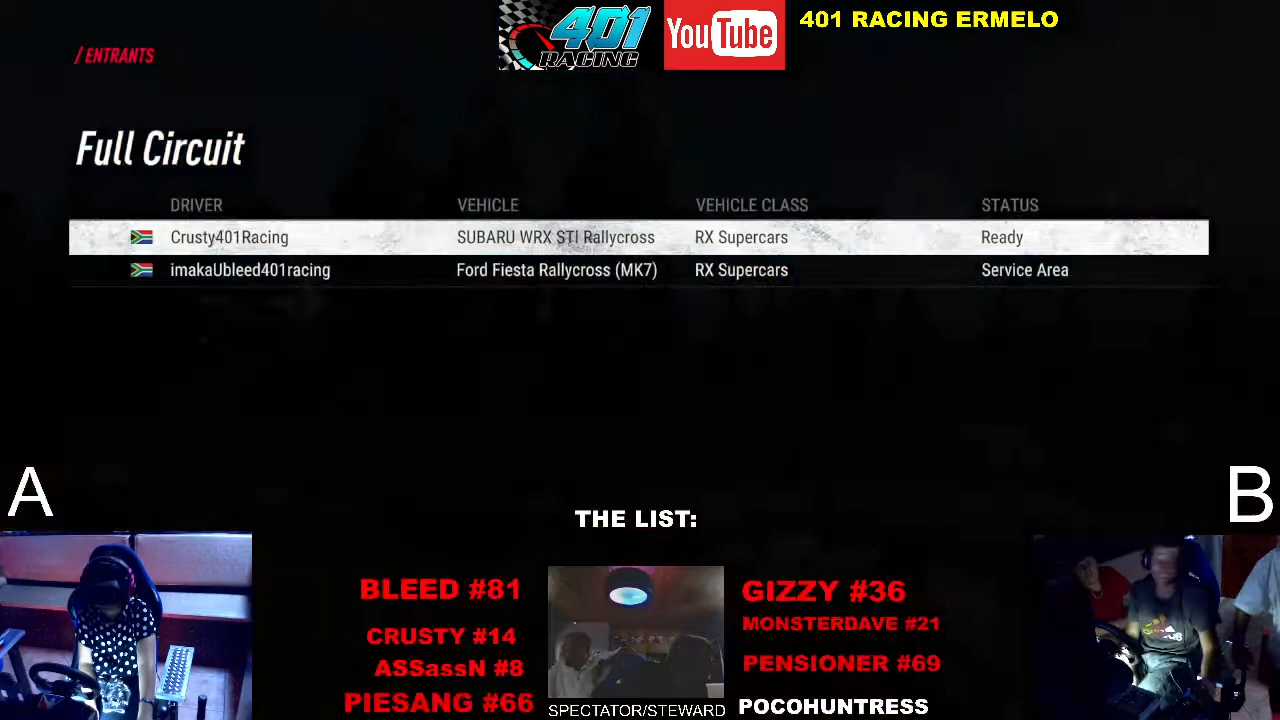 401 RACING
YouTube
401 RACING ERMELO
/ ENTRANTS
Full Circuit
DRIVER VEHICLE VEHICLE CLASS STATUS
Crusty401Racing SUBARU WRX STI Rallycross RX Supercars Ready
imakaUbleed401racing Ford Fiesta Rallycross (MK7) RX Supercars Service Area
A
B
THE LIST:
BLEED #81
CRUSTY #14
ASSassN #8
PIESANG #66
SPECTATOR/STEWARD
GIZZY #36
MONSTERDAVE #21
PENSIONER #69
POCOHUNTRESS